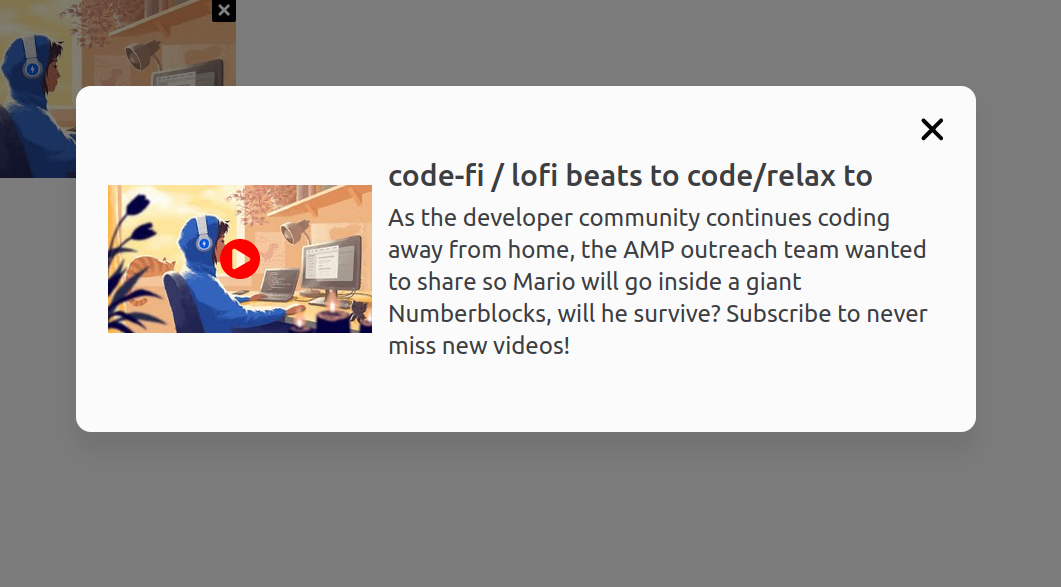 code-fi / lofi beats to code/relax to
As the developer community continues coding
away from home, the AMP outreach team wanted
to share so Mario will go inside a giant
Numberblocks, will he survive? Subscribe to never
miss new videos!